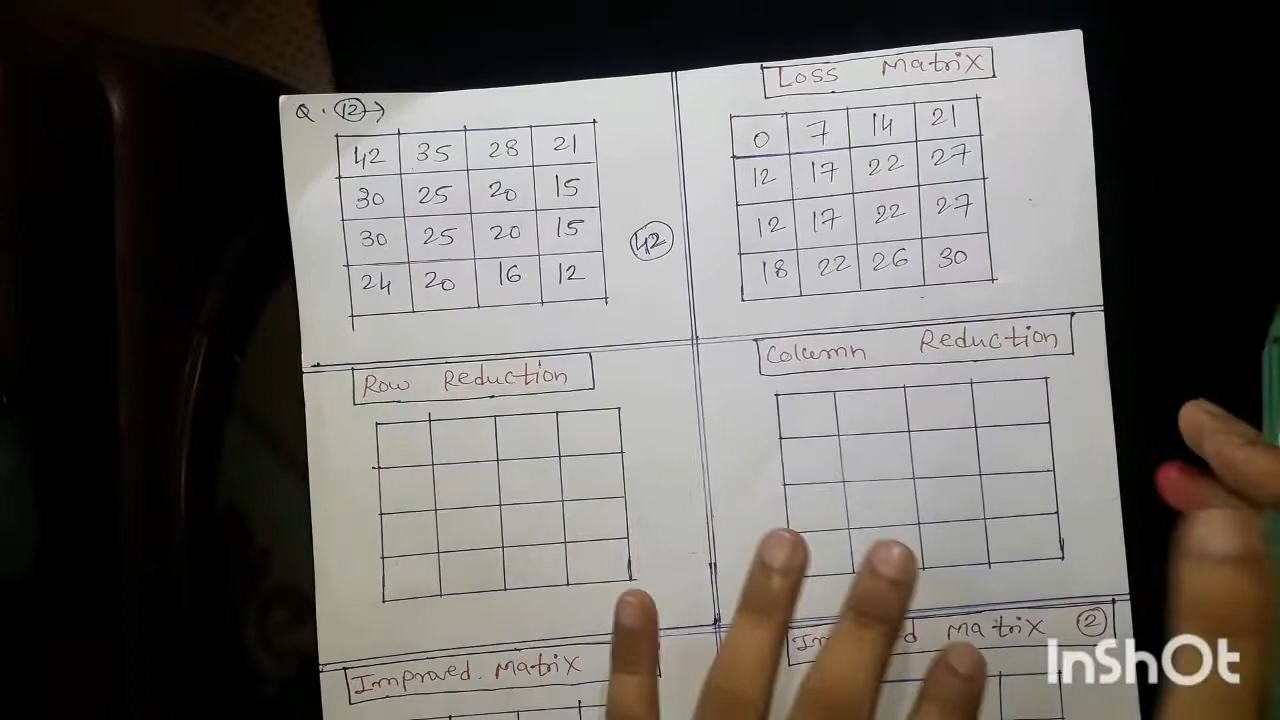 Q. 12 →
42 35 28 21
30 25 20 15
30 25 20 15
24 20 16 12
42
Loss Matrix
0 7 14 21
12 17 22 27
12 17 22 27
18 22 26 30
Row Reduction
Column Reduction
Improved. Matrix
Matrix 2
InShOt